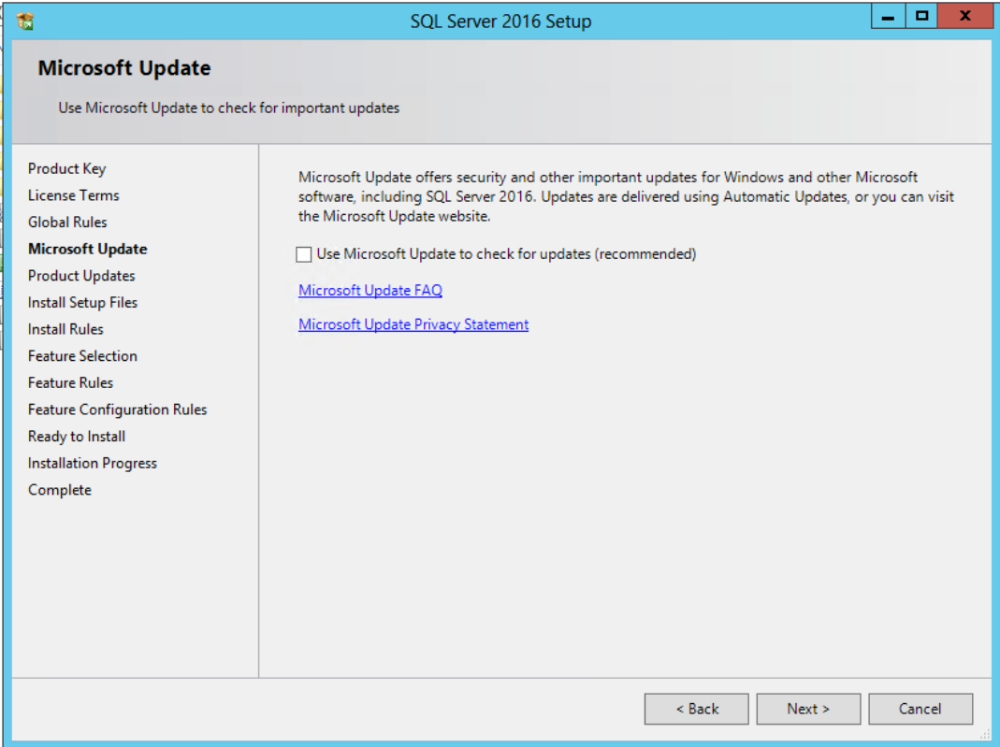 SQL Server 2016 Setup
Microsoft Update
Use Microsoft Update to check for important updates
Product Key
License Terms
Global Rules
Microsoft Update
Product Updates
Install Setup Files
Install Rules
Feature Selection
Feature Rules
Feature Configuration Rules
Ready to Install
Installation Progress
Complete
Microsoft Update offers security and other important updates for Windows and other Microsoft
software, including SQL Server 2016. Updates are delivered using Automatic Updates, or you can visit
the Microsoft Update website.
Use Microsoft Update to check for updates (recommended)
Microsoft Update FAQ
Microsoft Update Privacy Statement
< Back
Next >
Cancel